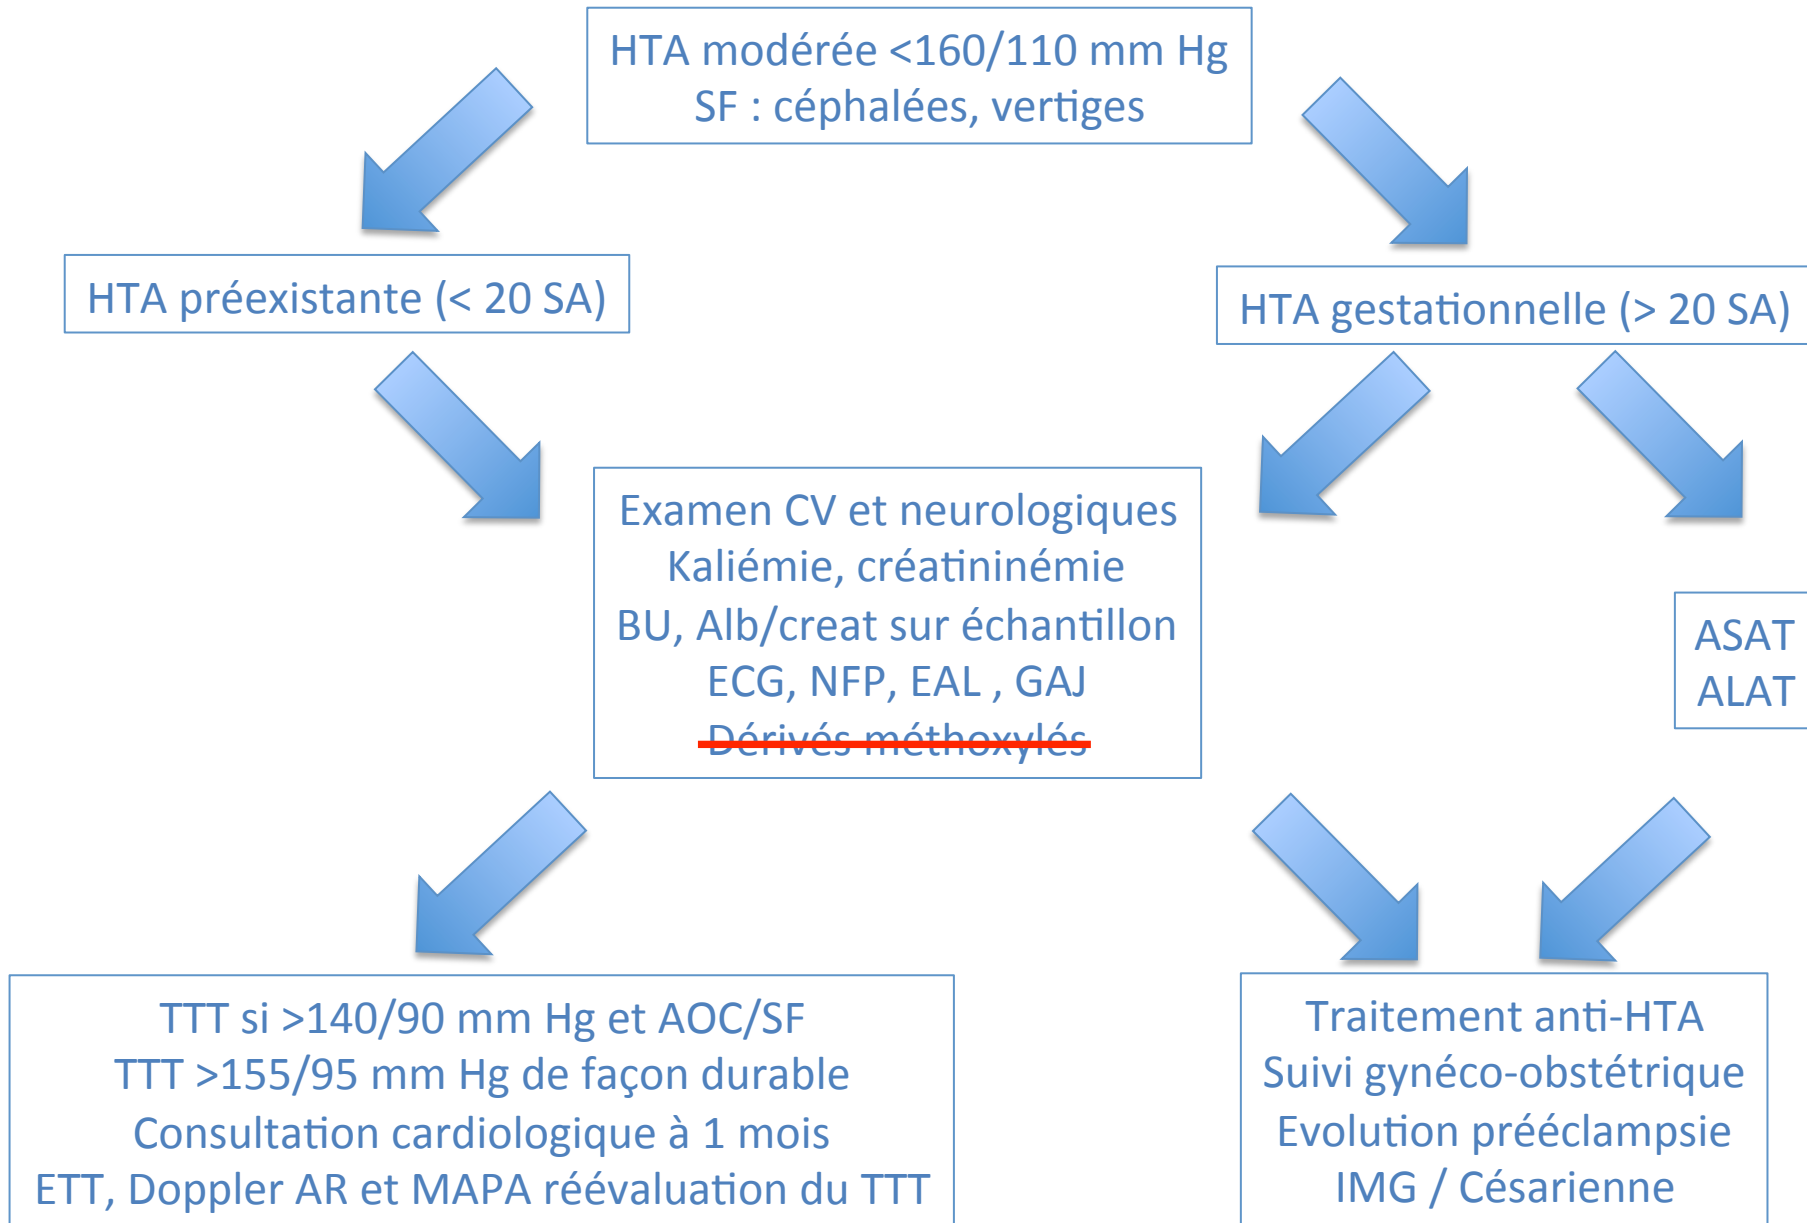 HTA modérée <160/110 mm Hg
SF : céphalées, vertiges
HTA préexistante (< 20 SA)
HTA gestationnelle (> 20 SA)
Examen CV et neurologiques
Kaliémie, créatininémie
BU, Alb/creat sur échantillon
ECG, NFP, EAL , GAJ
Dérivés méthoxylés
ASAT
ALAT
TTT si >140/90 mm Hg et AOC/SF
TTT >155/95 mm Hg de façon durable
Consultation cardiologique à 1 mois
ETT, Doppler AR et MAPA réévaluation du TTT
Traitement anti-HTA
Suivi gynéco-obstétrique
Evolution prééclampsie
IMG / Césarienne